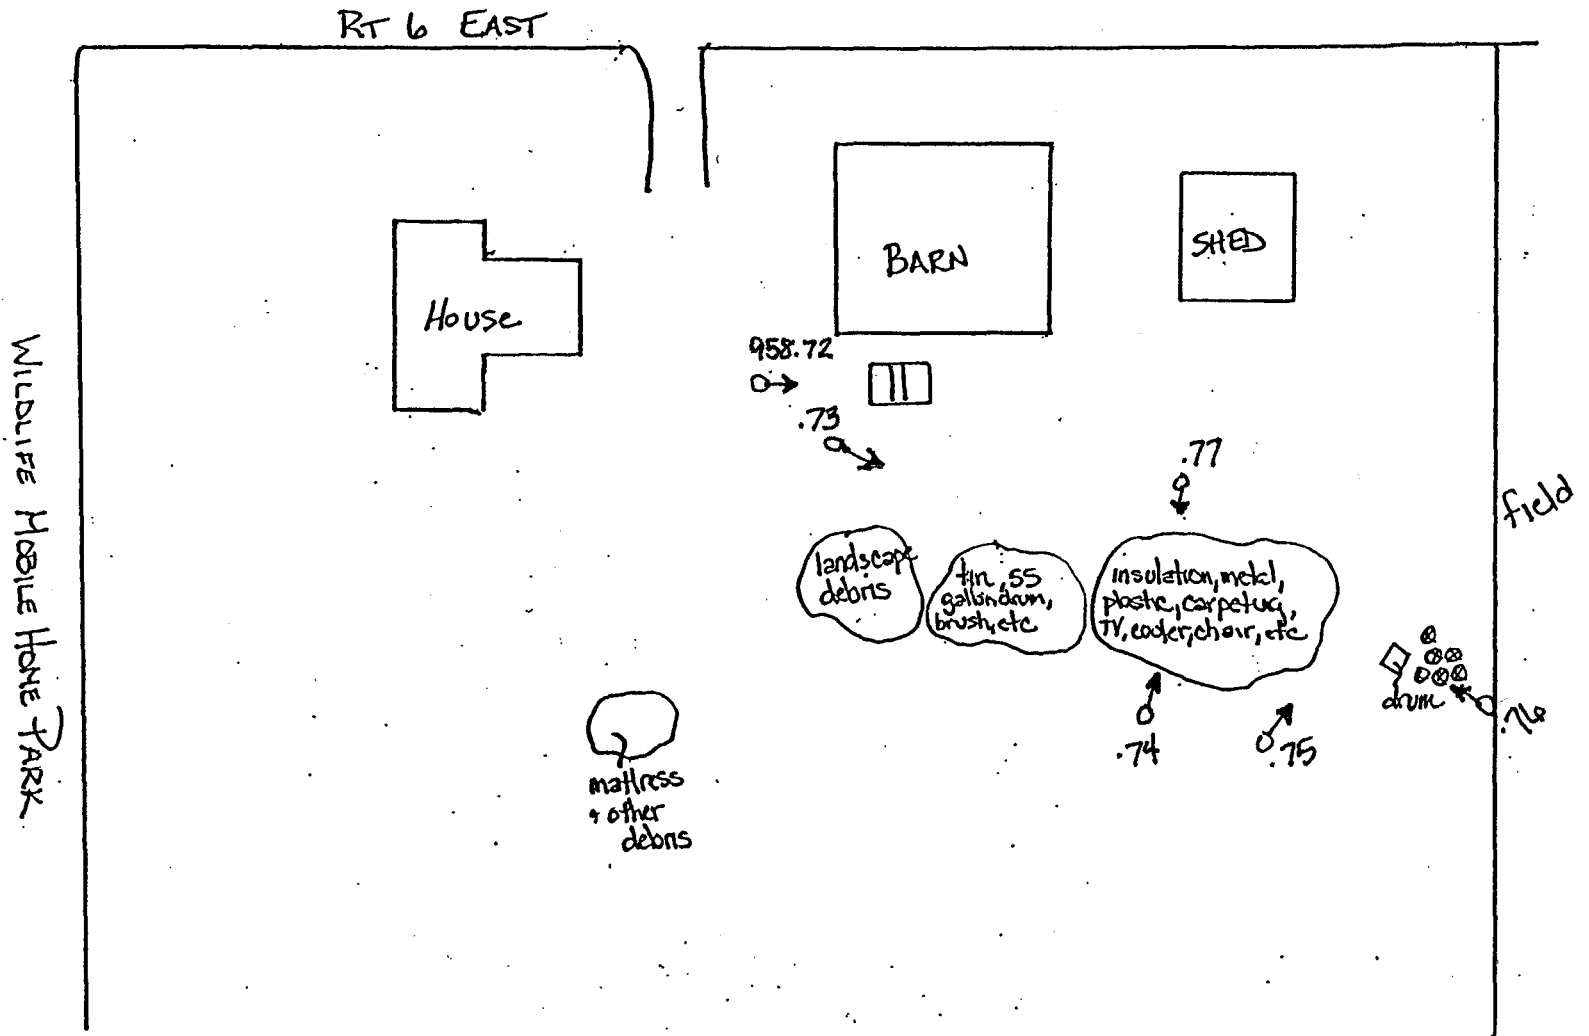 RT 6 EAST
BARN
SHED
House
958.72
.73
.77
field
WILDLIFE MOBILE HOME PARK
landscape
debris
tin, 55
gallon drum,
brush, etc
insulation, metal,
plastic, carpet,
TV, cooler, chair, etc
drum
.76
.74
.75
mattress
+ other
debris